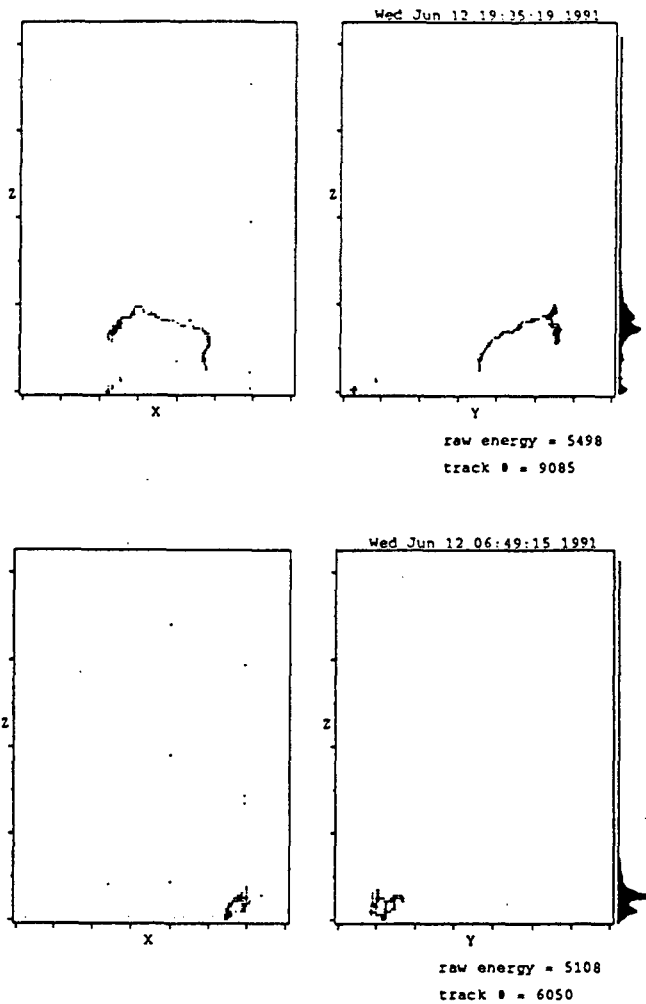 Wed Jun 12 19:35:19 1991
Z
Z
X
Y
raw energy = 5498
track # = 9085
Wed Jun 12 06:49:15 1991
Z
Z
X
Y
raw energy = 5108
track # = 6050